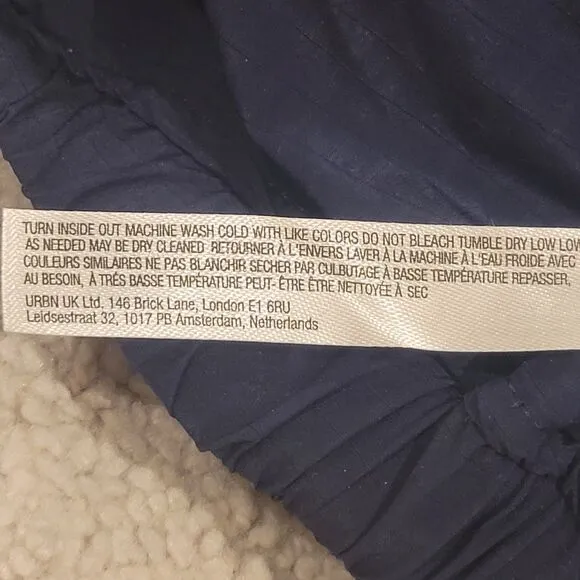 TURN INSIDE OUT MACHINE WASH COLD WITH LIKE COLORS DO NOT BLEACH TUMBLE DRY LOW LOW
AS NEEDED MAY BE DRY CLEANED RETOURNER À L'ENVERS LAVER À LA MACHINE À L'EAU FROIDE AVEC
COULEURS SIMILAIRES NE PAS BLANCHIR SECHER PAR CULBUTAGE À BASSE TEMPÉRATURE REPASSER,
AU BESOIN, À TRÉS BASSE TEMPÉRATURE PEUT- ÊTRE ÊTRE NETTOYÉE À SEC
URBN UK Ltd. 146 Brick Lane, London E1 6RU
Leidsestraat 32, 1017 PB Amsterdam, Netherlands